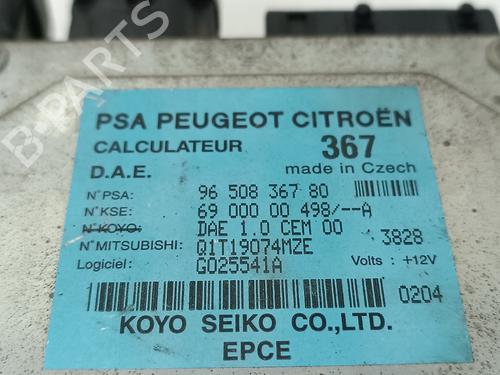 PSA PEUGEOT CITROËN
CALCULATEUR 367
D.A.E. made in Czech
N°PSA: 96 508 367 80
N°KSE: 69 000 00 498/--A
N°KOYO: DAE 1.0 CEM 00
N°MITSUBISHI: Q1T19074MZE 3828
Logiciel: G025541A Volts : +12V
0204
KOYO SEIKO CO.,LTD.
EPCE
B-PARTS
B-PARTS
B-PARTS